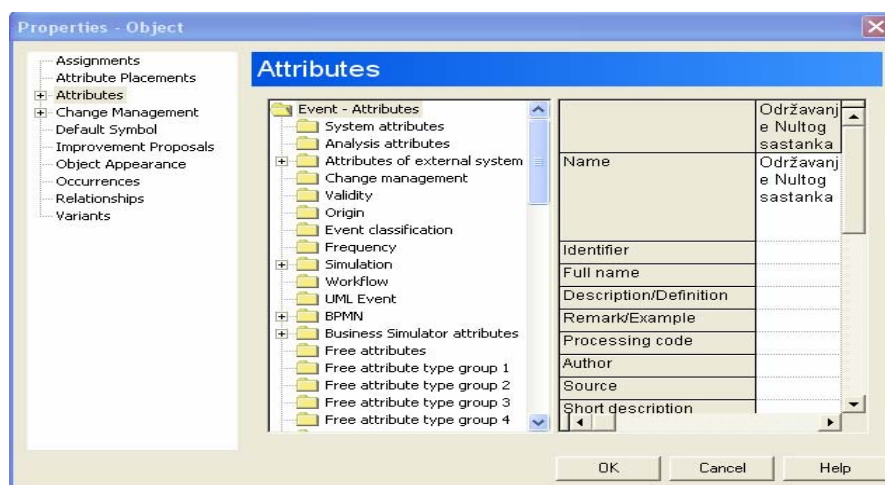 Properties - Object
Assignments
Attribute Placements
Attributes
Change Management
Default Symbol
Improvement Proposals
Object Appearance
Occurrences
Relationships
Variants
Attributes
Event - Attributes
System attributes
Analysis attributes
Attributes of external system
Change management
Validity
Origin
Event classification
Frequency
Simulation
Workflow
UML Event
BPMN
Business Simulator attributes
Free attributes
Free attribute type group 1
Free attribute type group 2
Free attribute type group 3
Free attribute type group 4
Održavanj
e Nultog
sastanka
Name
Održavanj
e Nultog
sastanka
Identifier
Full name
Description/Definition
Remark/Example
Processing code
Author
Source
Short description
OK
Cancel
Help